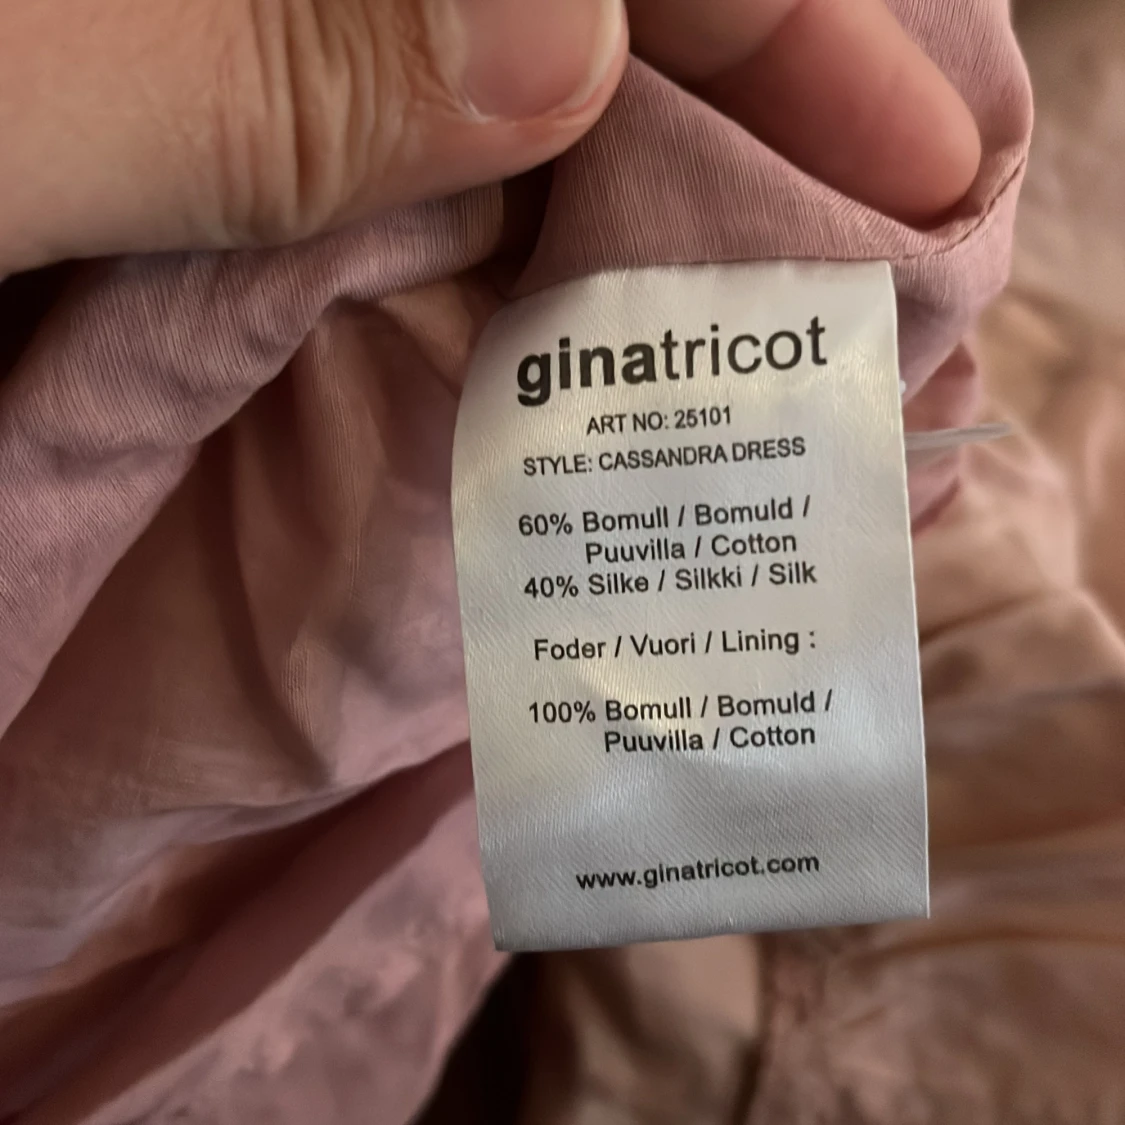 ginatricot
ART NO: 25101
STYLE: CASSANDRA DRESS
60% Bomull / Bomuld /
Puuvilla / Cotton
40% Silke / Silkki / Silk
Foder / Vuori / Lining :
100% Bomull / Bomuld /
Puuvilla / Cotton
www.ginatricot.com